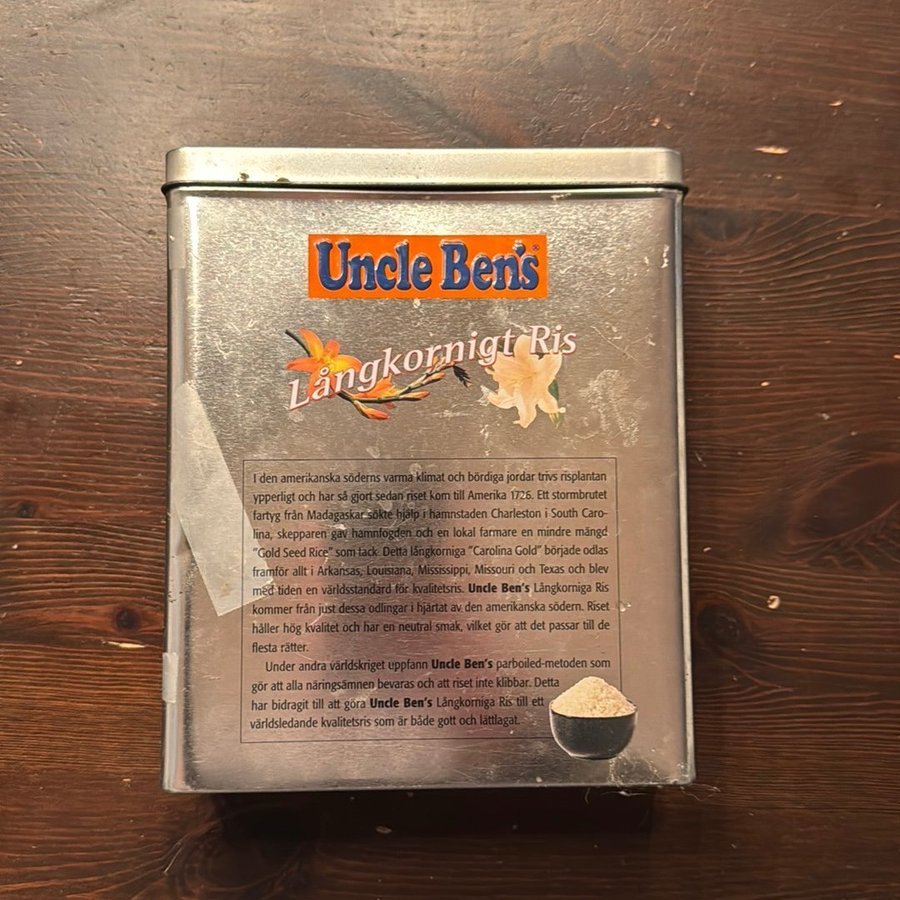 Uncle Ben's®
Långkornigt Ris
I den amerikanska söderns varma klimat och bördiga jordar trivs risplantan
ypperligt och har så gjort sedan riset kom till Amerika 1726. Ett stormbrutet
fartyg från Madagaskar sökte hjälp i hamnstaden Charleston i South Caro-
lina, skepparen gav hamnfogden och en lokal farmare en mindre mängd
"Gold Seed Rice" som tack. Detta långkorniga "Carolina Gold" började odlas
framför allt i Arkansas, Louisiana, Mississippi, Missouri och Texas och blev
med tiden en världsstandard för kvalitetsris. Uncle Ben's Långkorniga Ris
kommer från just dessa odlingar i hjärtat av den amerikanska södern. Riset
håller hög kvalitet och har en neutral smak, vilket gör att det passar till de
flesta rätter.
Under andra världskriget uppfann Uncle Ben's parboiled-metoden som
gör att alla näringsämnen bevaras och att riset inte klibbar. Detta
har bidragit till att göra Uncle Ben's Långkorniga Ris till ett
världsledande kvalitetsris som är både gott och lättlagat.